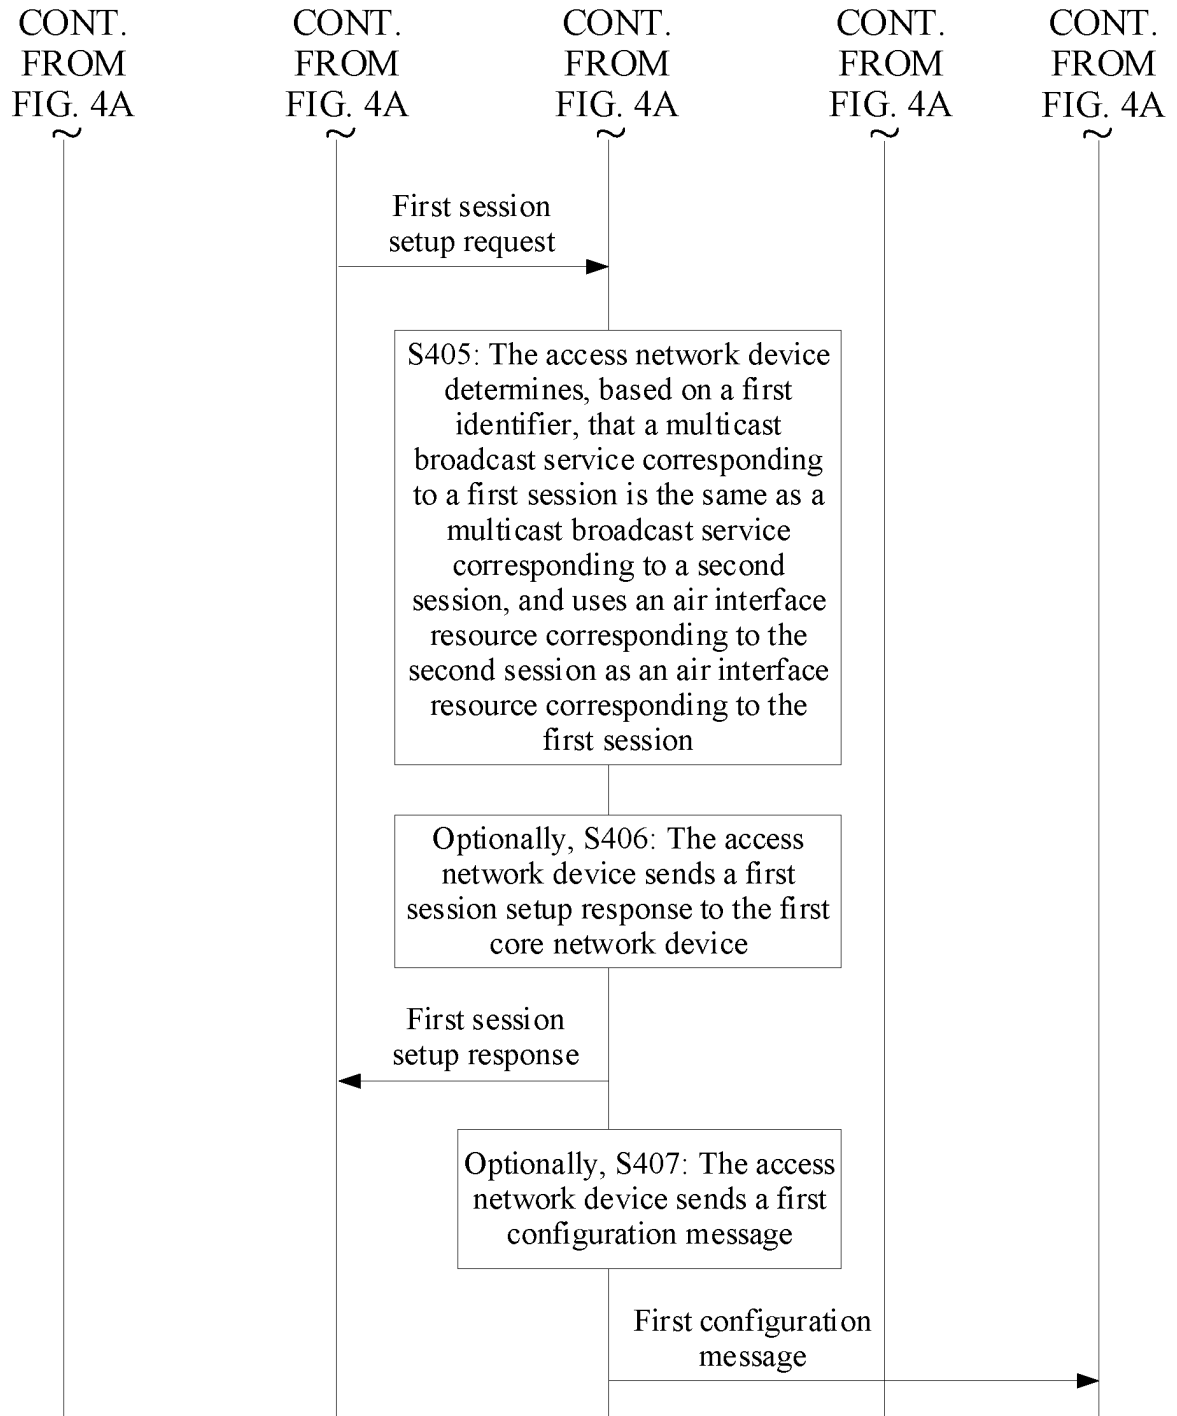 CONT. CONT. CONT. CONT. CONT.
FROM FROM FROM FROM FROM
FIG. 4A FIG. 4A FIG. 4A FIG. 4A FIG. 4A
First session
setup request
S405: The access network device
determines, based on a first
identifier, that a multicast
broadcast service corresponding
to a first session is the same as a
multicast broadcast service
corresponding to a second
session, and uses an air interface
resource corresponding to the
second session as an air interface
resource corresponding to the
first session
Optionally, S406: The access
network device sends a first
session setup response to the first
core network device
First session
setup response
Optionally, S407: The access
network device sends a first
configuration message
First configuration
message